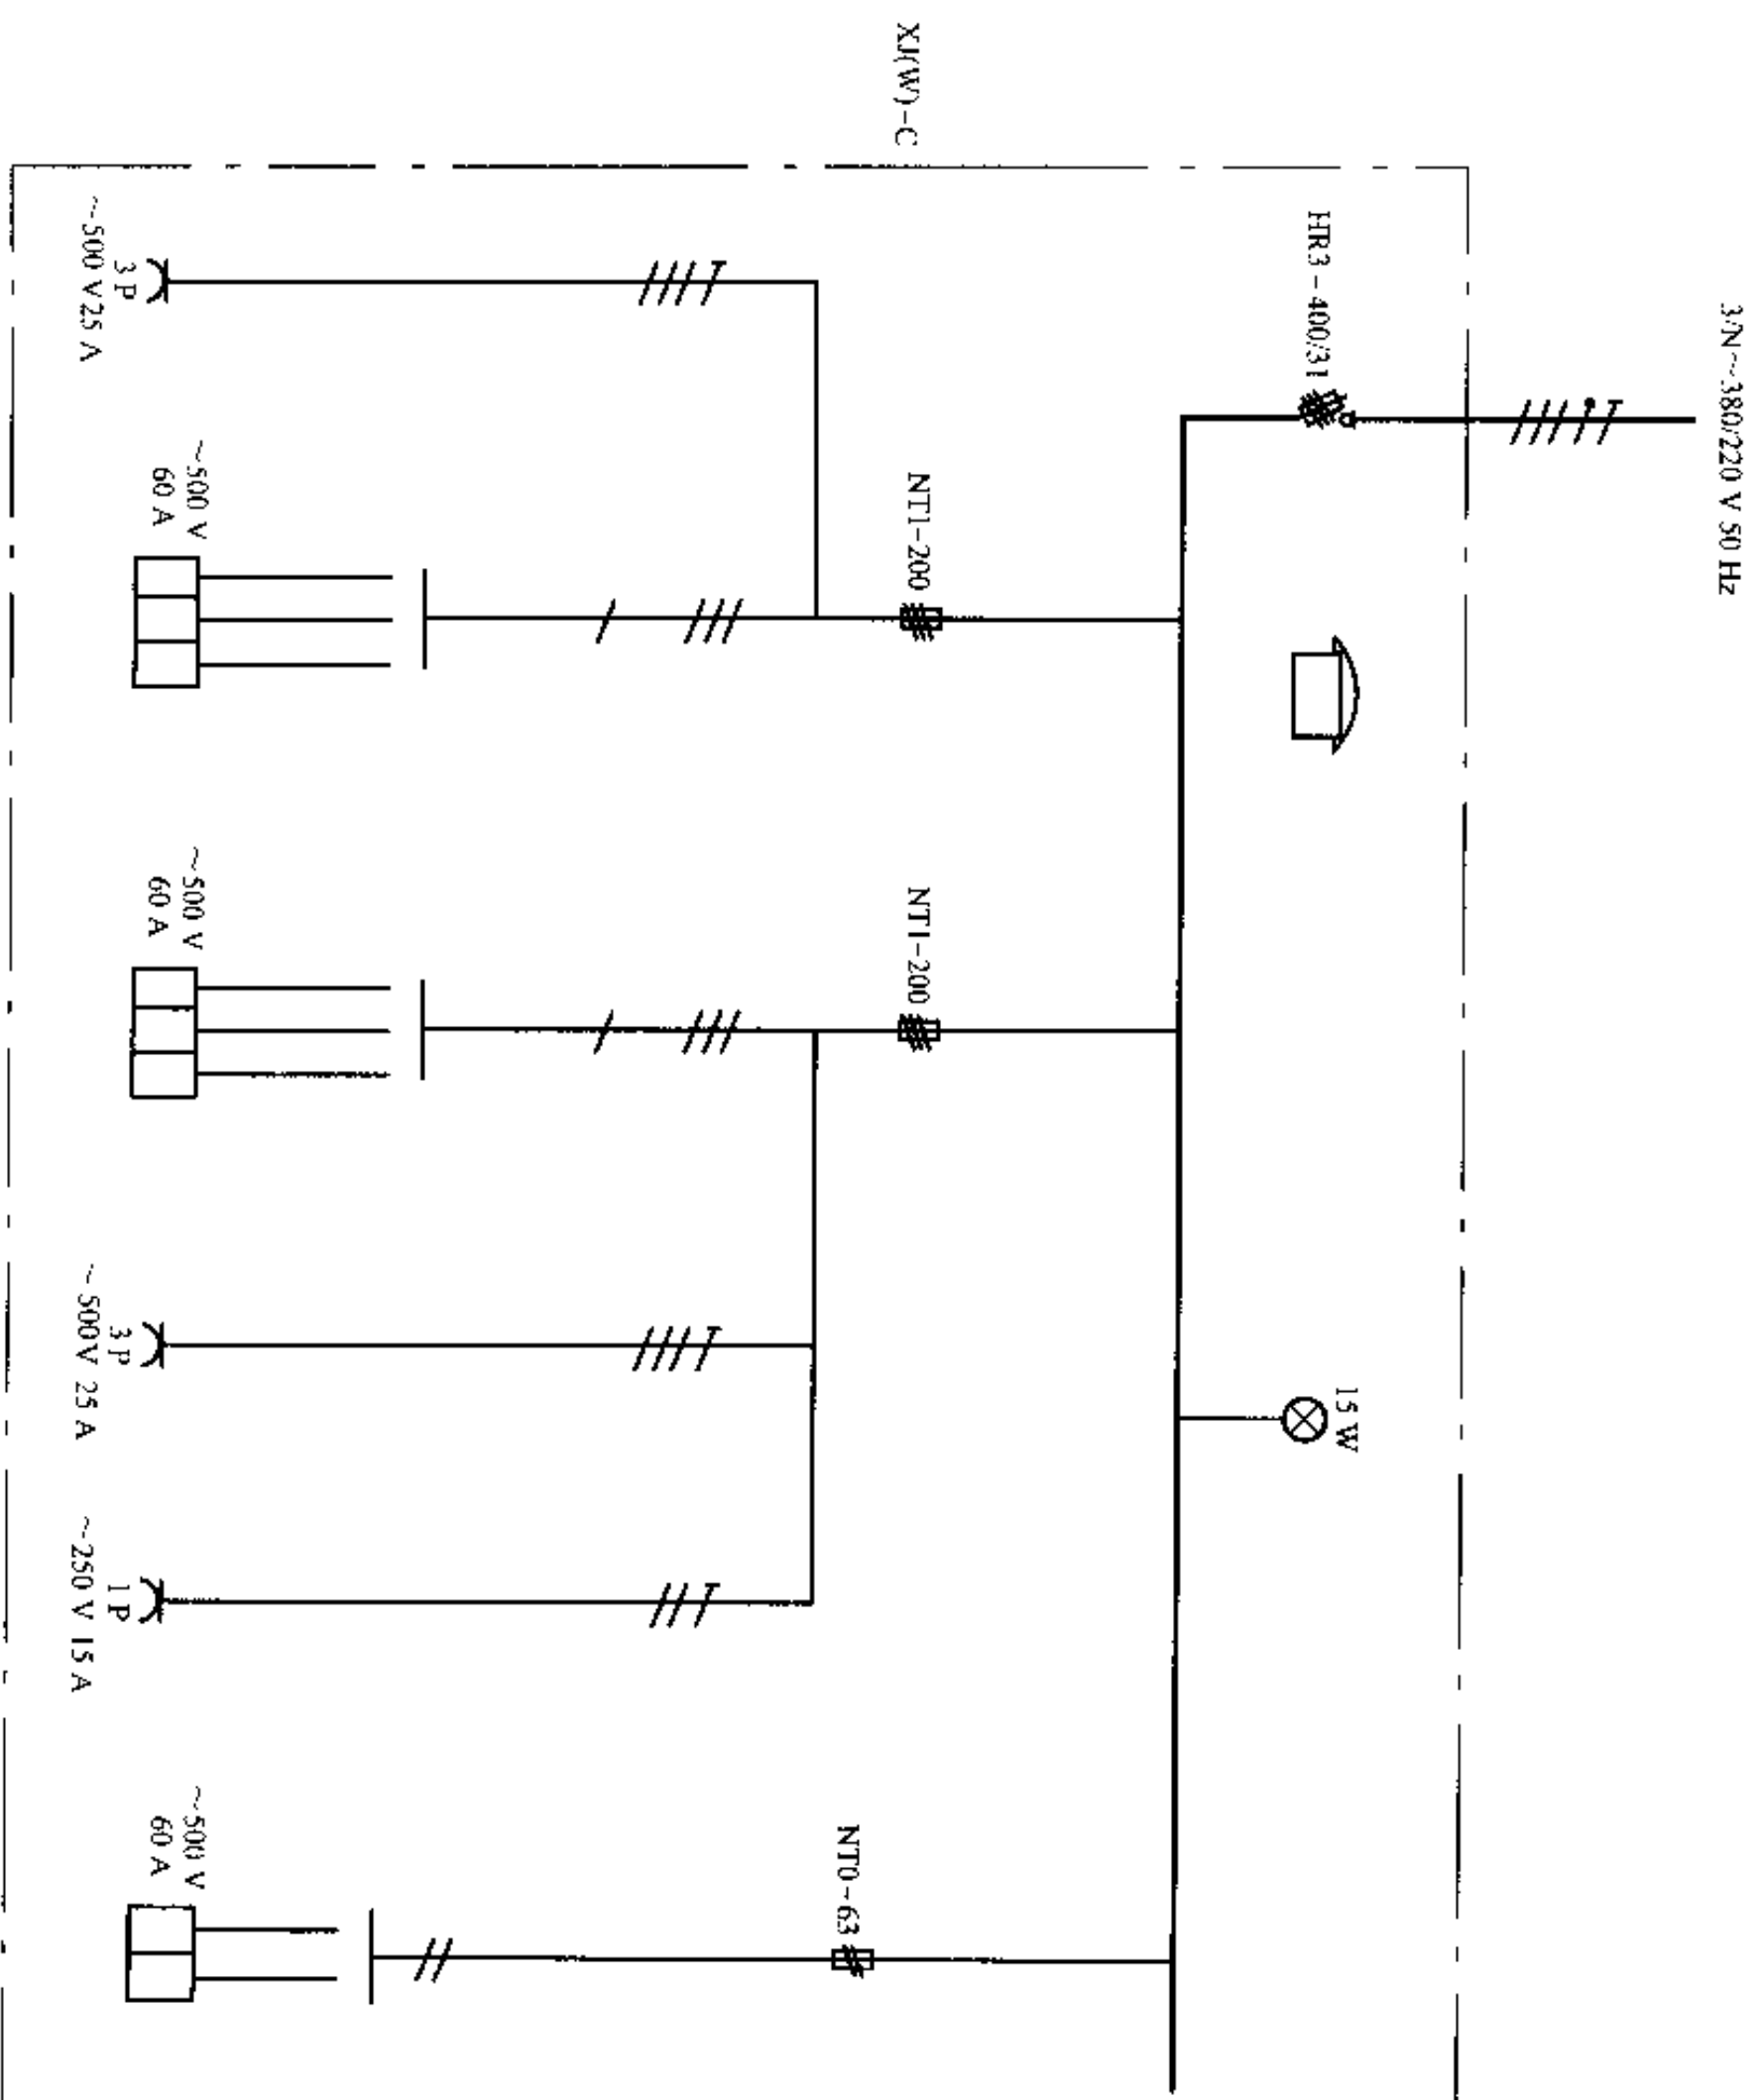 3/N~380/220 V 50 Hz
XJ(W)-C
HR3-400/31
15 W
NT1-200
NT1-200
NT0-63
~500 V
60 A
~500 V
60 A
~500 V
60 A
3 P
~500 V 25 A
3 P
~500V 25 A
1 P
~250 V 15 A